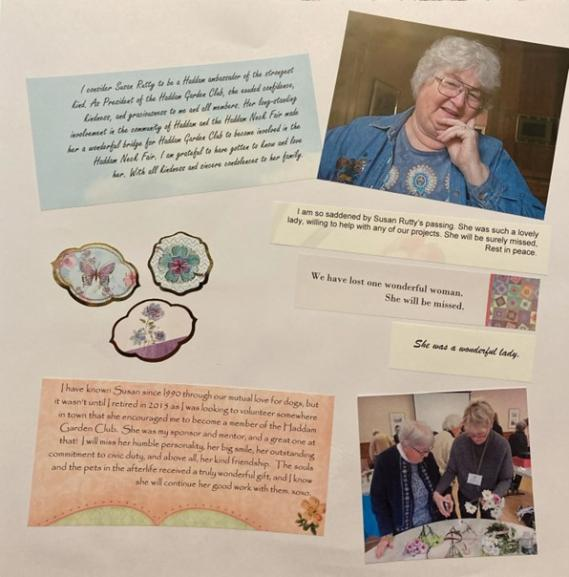 I consider Susan Rutty to be a Haddam ambassador of the strongest
kind. As President of the Haddam Garden Club, she exuded confidence,
kindness, and graciousness to me and all members. Her long-standing
involvement in the community of Haddam and the Haddam Neck Fair made
her a wonderful bridge for Haddam Garden Club to become involved in the
Haddam Neck Fair. I am grateful to have gotten to know and love
her. With all kindness and sincere condolences to her family.
I am so saddened by Susan Rutty's passing. She was such a lovely
lady, willing to help with any of our projects. She will be surely missed.
Rest in peace.
We have lost one wonderful woman.
She will be missed.
She was a wonderful lady.
I have known Susan since 1990 through our mutual love for dogs, but
it wasn't until I retired in 2015 as I was looking to volunteer somewhere
in town that she encouraged me to become a member of the Haddam
Garden Club. She was my sponsor and mentor, and a great one at
that! I will miss her humble personality, her big smile, her outstanding
commitment to civic duty, and above all, her kind friendship. The souls
and the pets in the afterlife received a truly wonderful gift, and I know
she will continue her good work with them. xoxo.